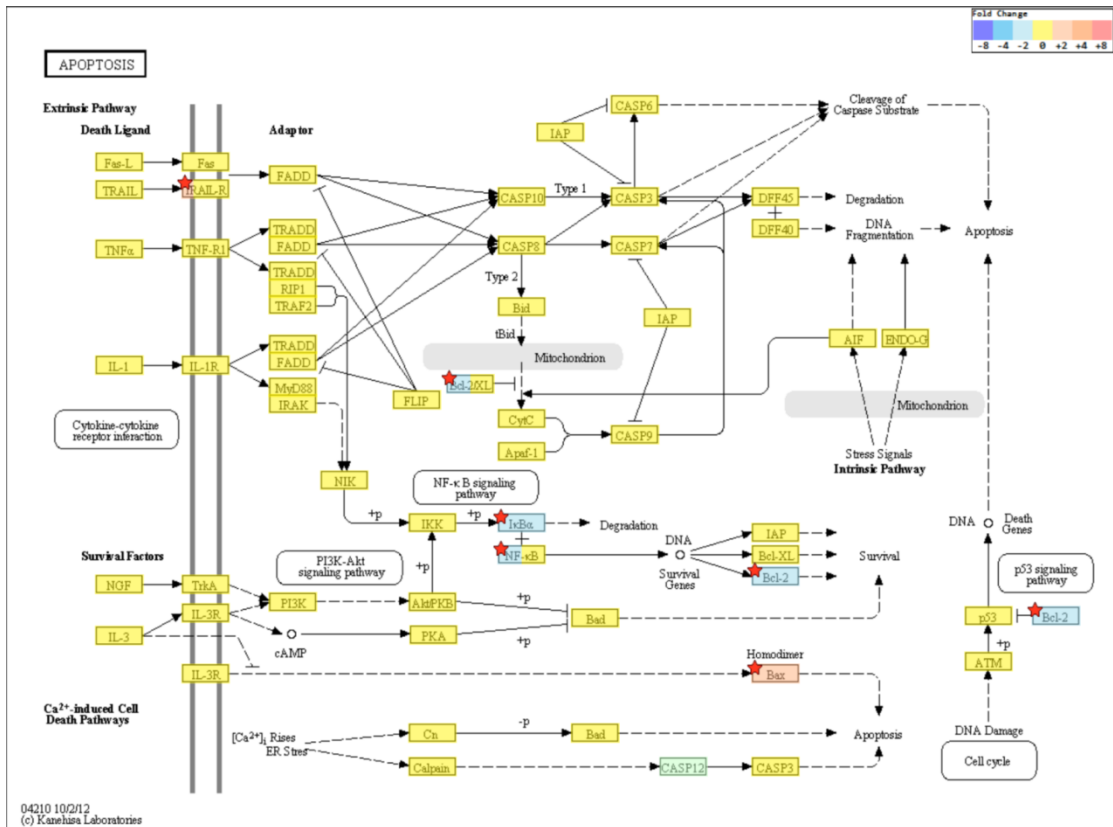 Fold Change
-8 -4 -2 0 +2 +4 +8
APOPTOSIS
Extrinsic Pathway
Death Ligand
Adaptor
Fas-L
Fas
TRAIL
TRAIL-R
FADD
TNFα
TNF-R1
TRADD
FADD
TRADD
RIP1
TRAF2
IL-1
IL-1R
TRADD
FADD
MyD88
IRAK
FLIP
Cytokine-cytokine
receptor interaction
CASP6
IAP
CASP10
Type 1
CASP3
CASP8
CASP7
Type 2
Bid
tBid
Mitochondrion
Bcl-2/XL
CytC
Apaf-1
CASP9
IAP
Cleavage of
Caspase Substrate
DFF45
Degradation
DFF40
DNA
Fragmentation
Apoptosis
AIF
ENDO-G
Mitochondrion
Stress Signals
Intrinsic Pathway
NIK
NF-κ B signaling
pathway
+p
IKK
+p
IκBα
Degradation
NF-κB
DNA
Survival
Genes
IAP
Bcl-XL
Bcl-2
Survival
DNA
Death
Genes
p53 signaling
pathway
p53
Bcl-2
+p
ATM
DNA Damage
Cell cycle
Survival Factors
PI3K-Akt
signaling pathway
NGF
TrkA
PI3K
Akt/PKB
+p
+p
Bad
IL-3R
IL-3
cAMP
PKA
+p
IL-3R
Homodimer
Bax
Ca2+-induced Cell
Death Pathways
[Ca2+]i Rises
ER Stres
Cn
-p
Bad
Apoptosis
Calpain
CASP12
CASP3
04210 10/2/12
(c) Kanehisa Laboratories